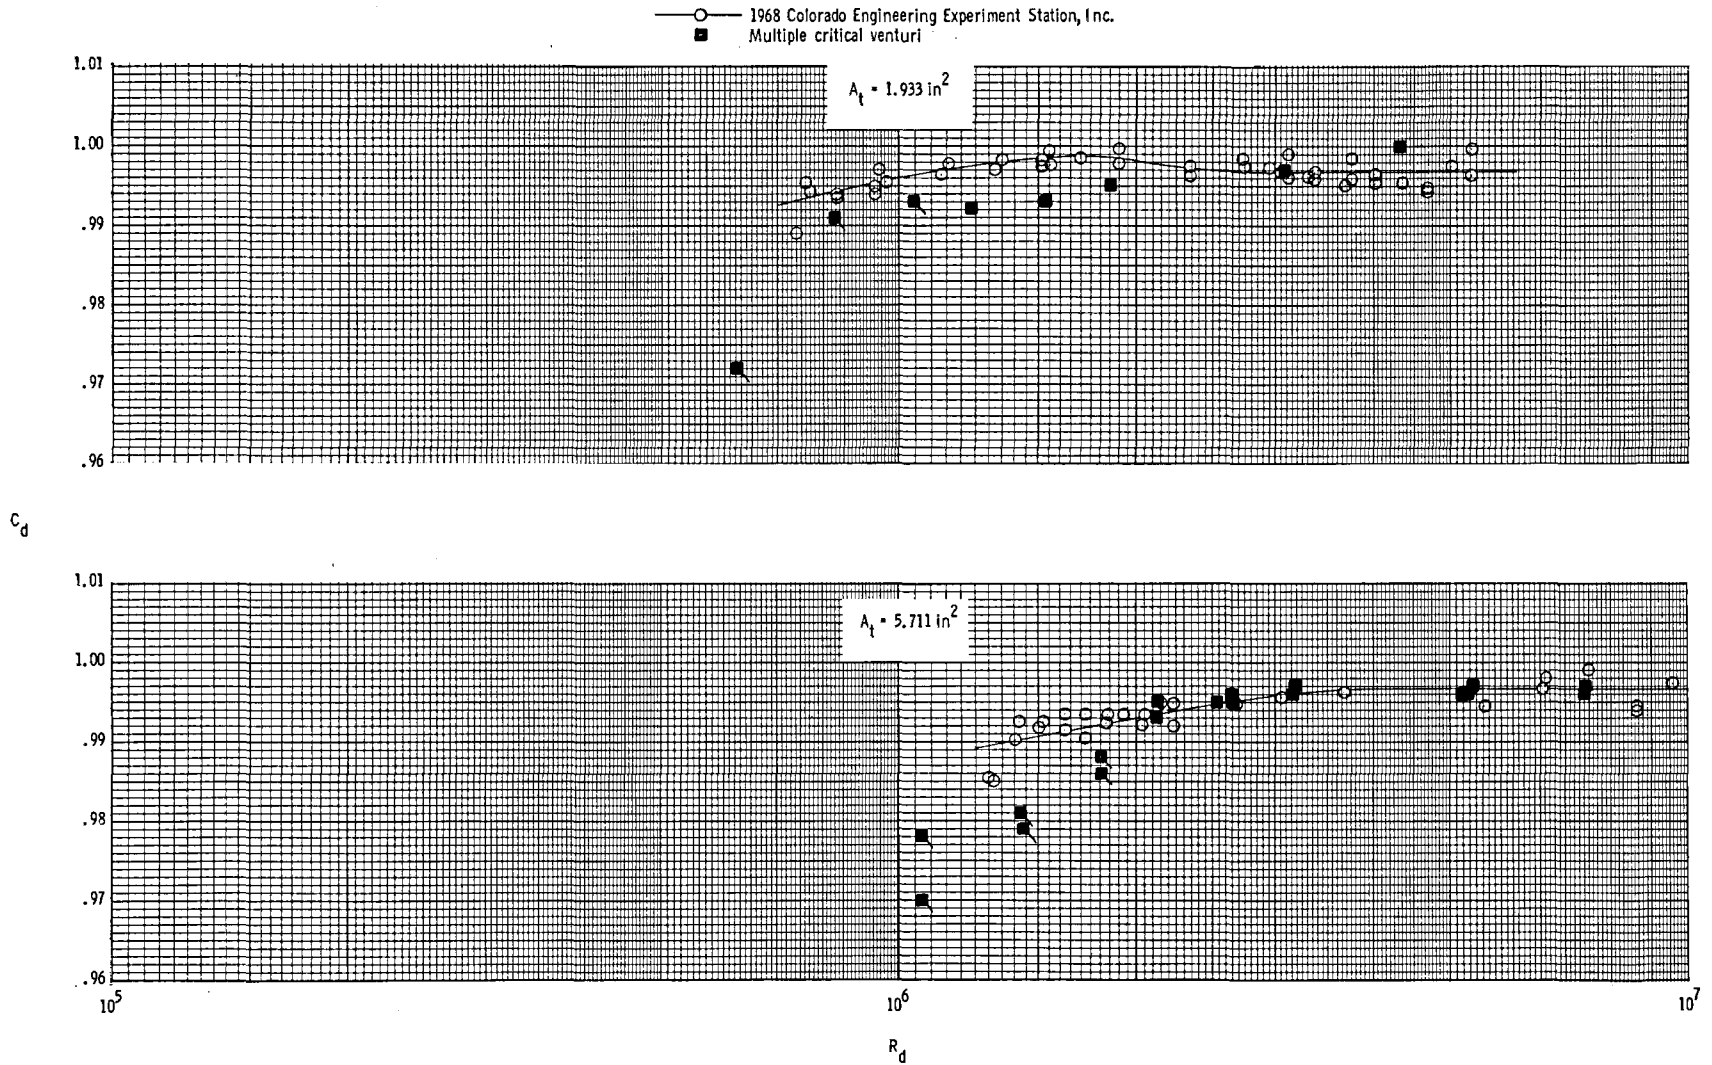 1968 Colorado Engineering Experiment Station, Inc.
Multiple critical venturi
1.01
A_t = 1.933 in^2
1.00
.99
.98
.97
.96
C_d
1.01
A_t = 5.711 in^2
1.00
.99
.98
.97
.96
10^5 10^6 10^7
R_d